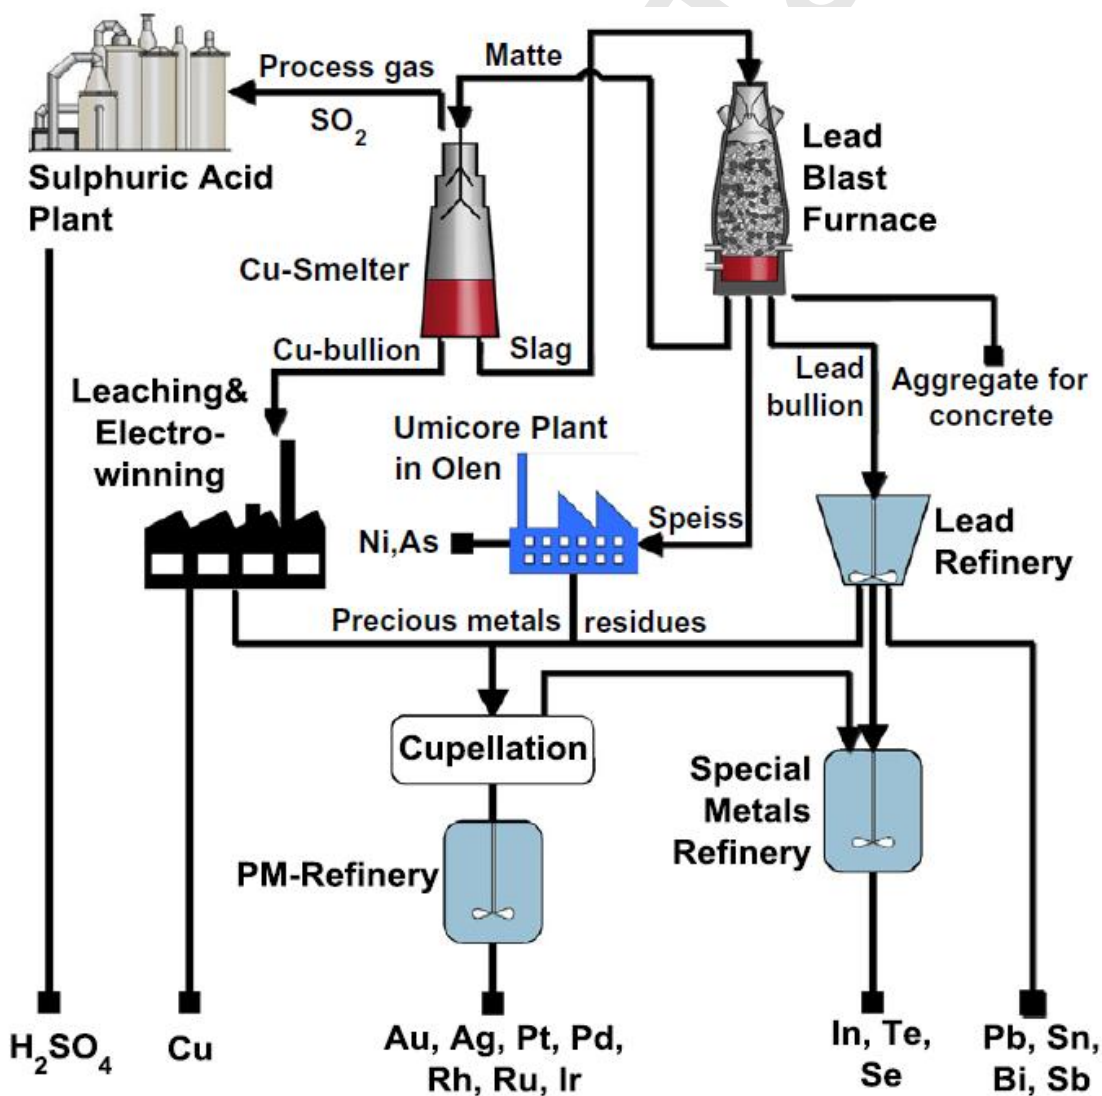 Process gas
SO2
Matte
Sulphuric Acid
Plant
Lead
Blast
Furnace
Cu-Smelter
Cu-bullion
Slag
Leaching&
Electro-
winning
Lead
bullion
Aggregate for
concrete
Umicore Plant
in Olen
Speiss
Ni,As
Lead
Refinery
Precious metals residues
Cupellation
Special
Metals
Refinery
PM-Refinery
H2SO4
Cu
Au, Ag, Pt, Pd,
Rh, Ru, Ir
In, Te,
Se
Pb, Sn,
Bi, Sb